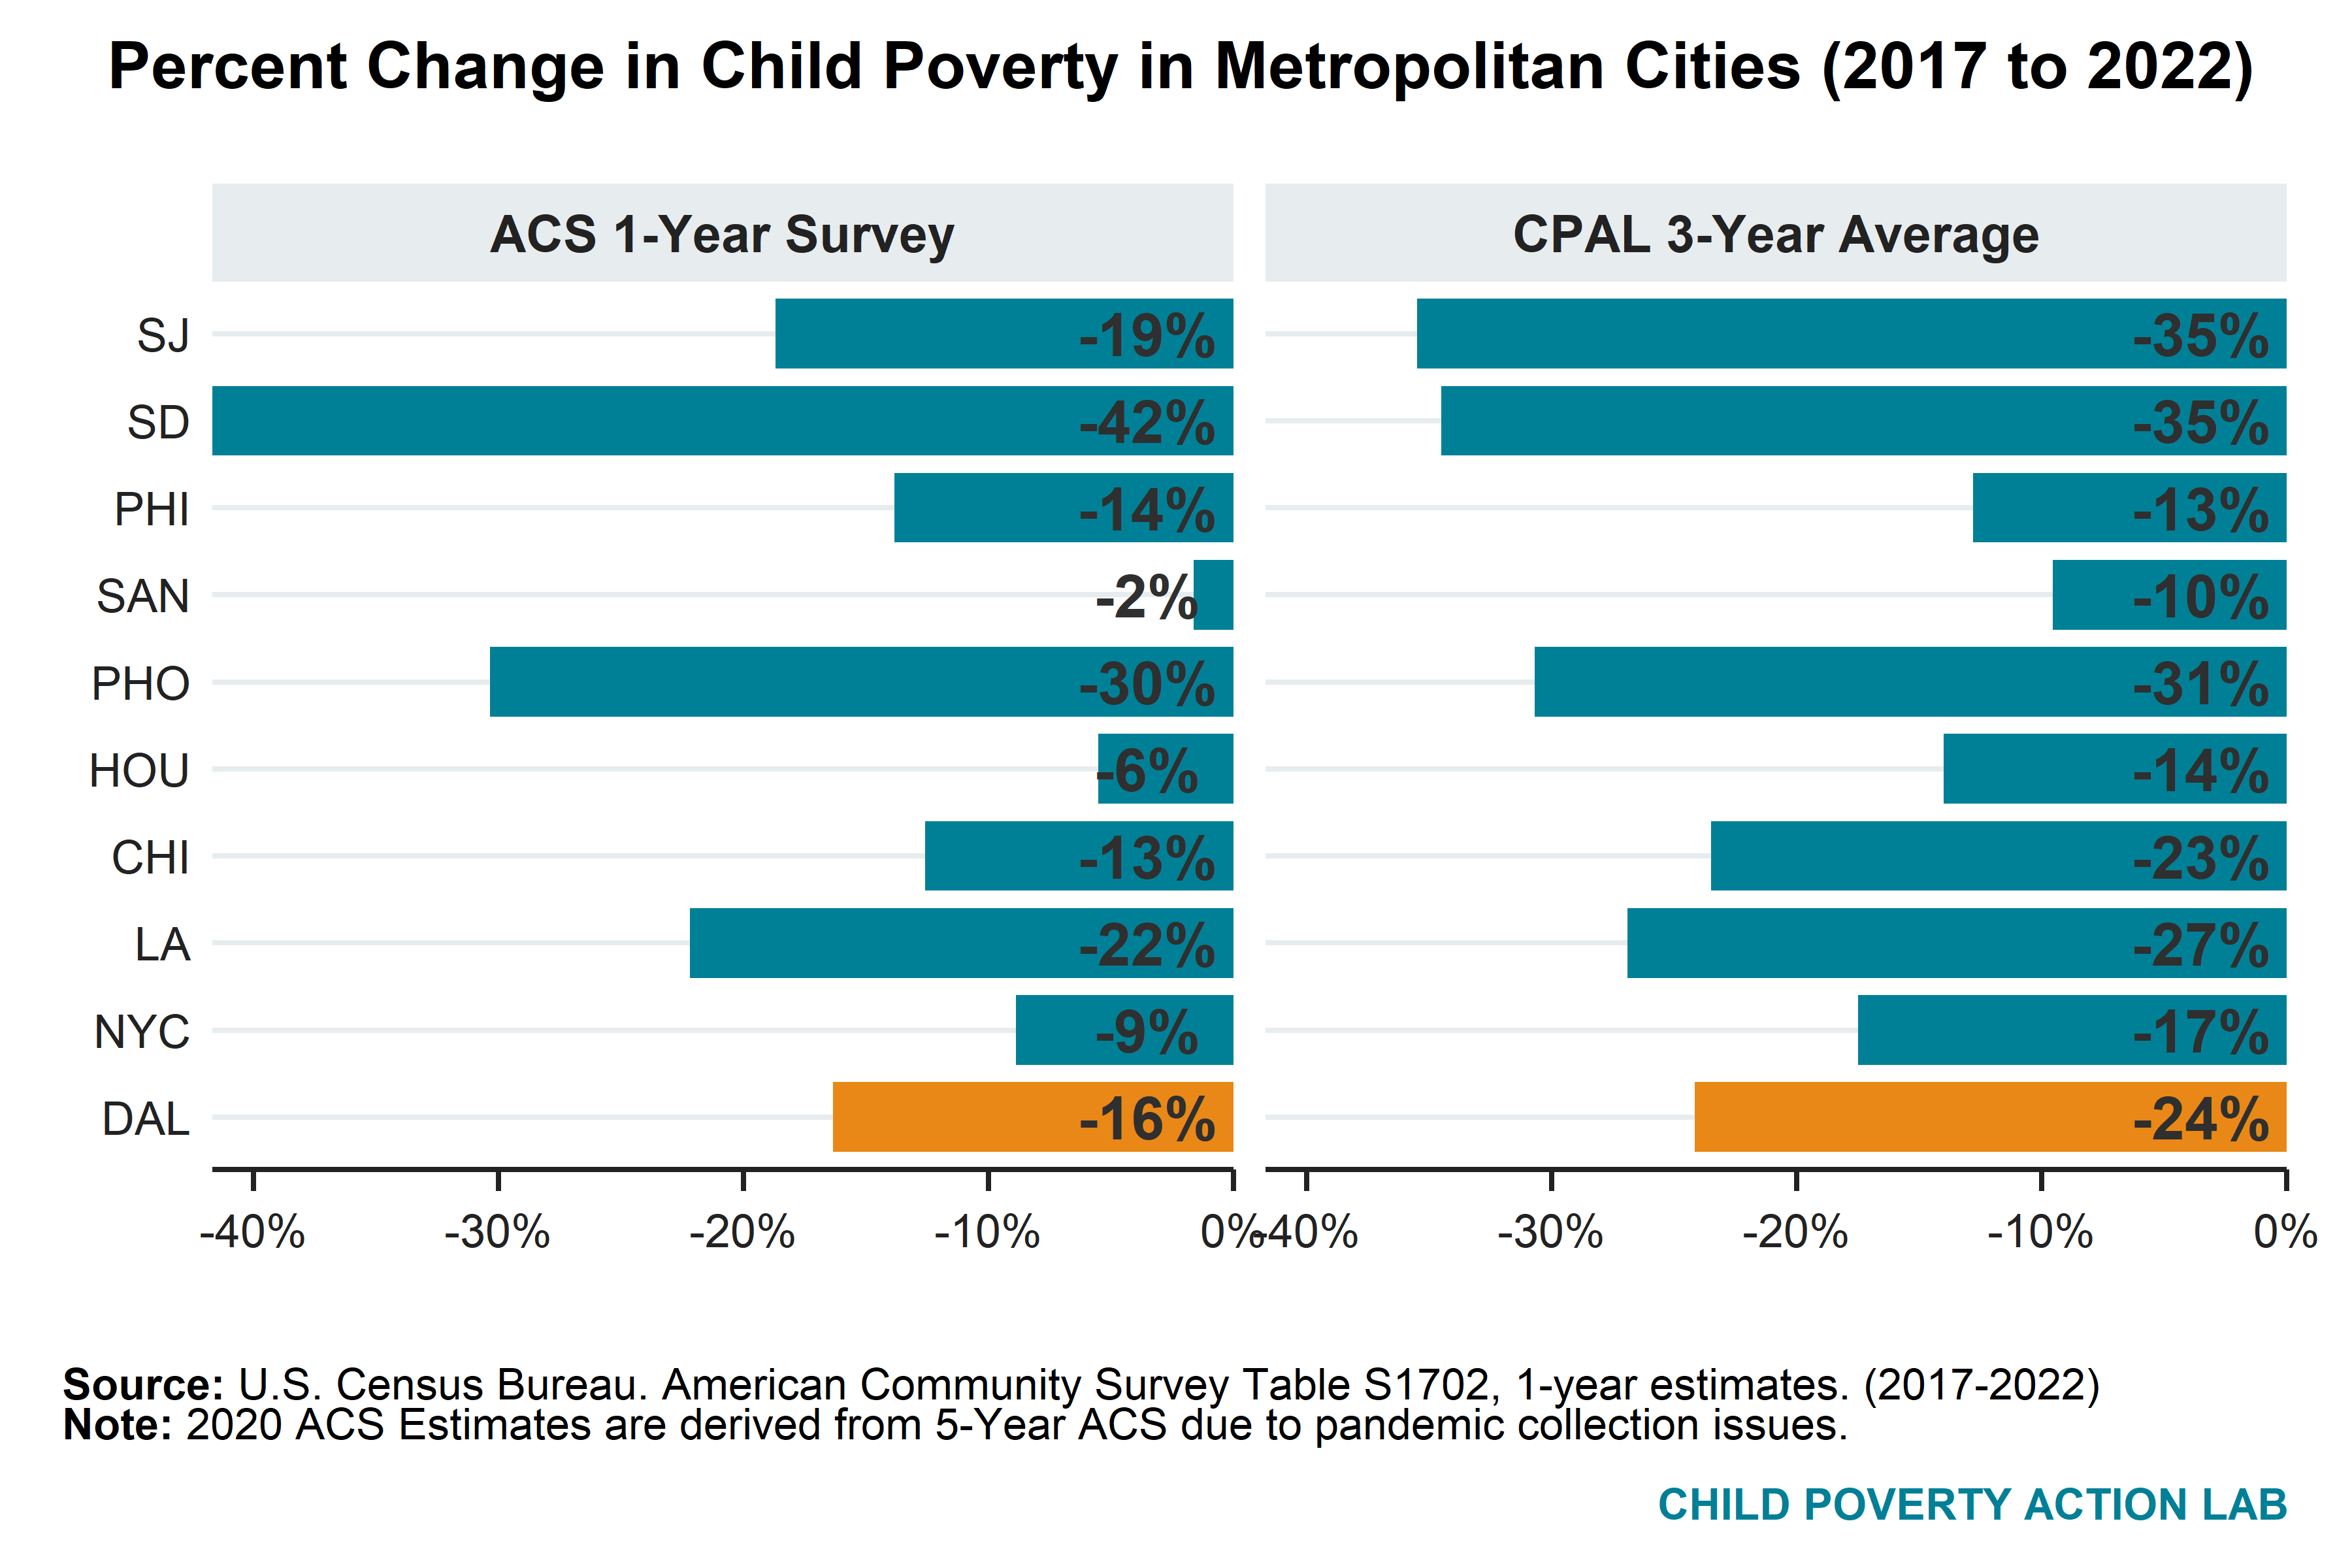 Percent Change in Child Poverty in Metropolitan Cities (2017 to 2022)
ACS 1-Year Survey
CPAL 3-Year Average
SJ -19% -35%
SD -42% -35%
PHI -14% -13%
SAN -2% -10%
PHO -30% -31%
HOU -6% -14%
CHI -13% -23%
LA -22% -27%
NYC -9% -17%
DAL -16% -24%
-40% -30% -20% -10% 0% -40% -30% -20% -10% 0%
Source: U.S. Census Bureau. American Community Survey Table S1702, 1-year estimates. (2017-2022)
Note: 2020 ACS Estimates are derived from 5-Year ACS due to pandemic collection issues.
CHILD POVERTY ACTION LAB